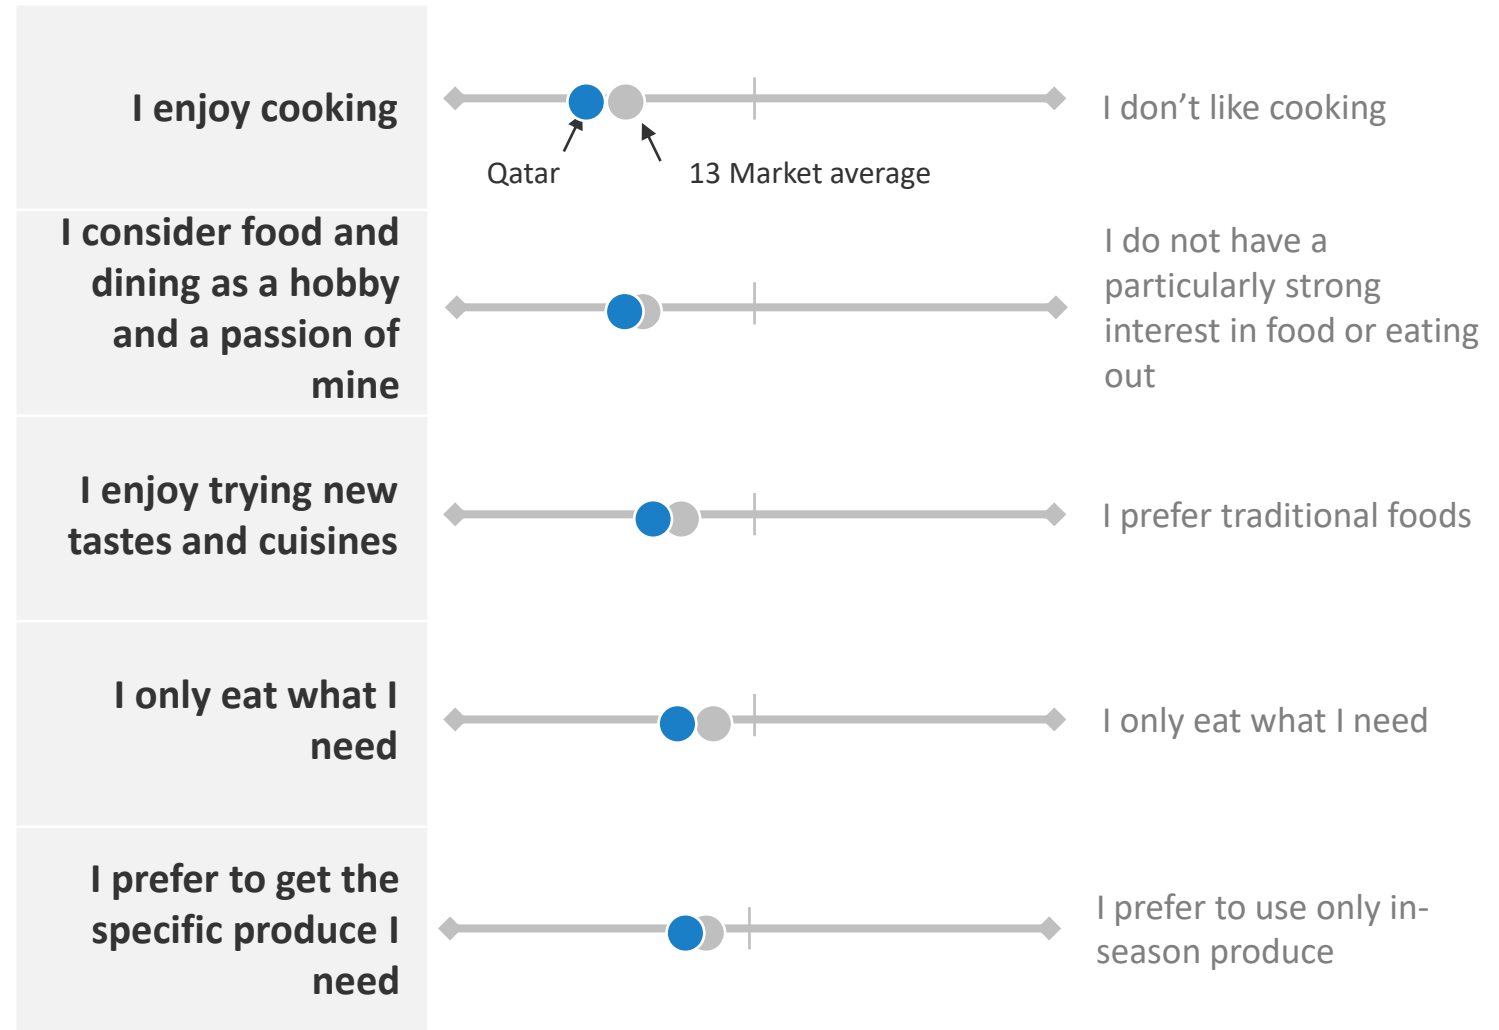 I enjoy cooking
I don’t like cooking
Qatar
13 Market average
I consider food and
dining as a hobby
and a passion of
mine
I do not have a
particularly strong
interest in food or eating
out
I enjoy trying new
tastes and cuisines
I prefer traditional foods
I only eat what I
need
I only eat what I need
I prefer to get the
specific produce I
need
I prefer to use only in-
season produce